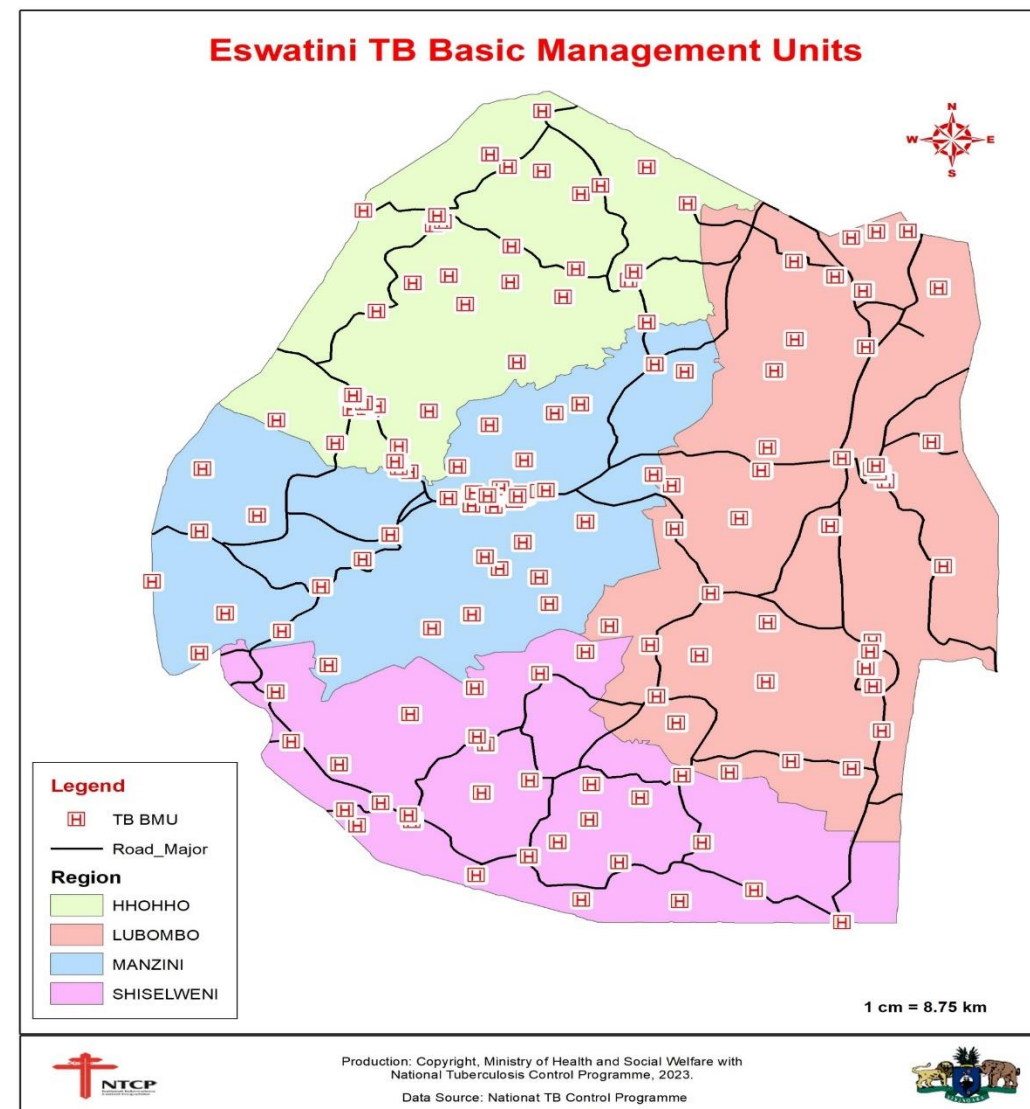 Eswatini TB Basic Management Units
N
W E
S
Legend
H TB BMU
Road_Major
Region
HHOHHO
LUBOMBO
MANZINI
SHISELWENI
1 cm = 8.75 km
NTCP
Production: Copyright, Ministry of Health and Social Welfare with
National Tuberculosis Control Programme, 2023.
Data Source: Nationat TB Control Programme